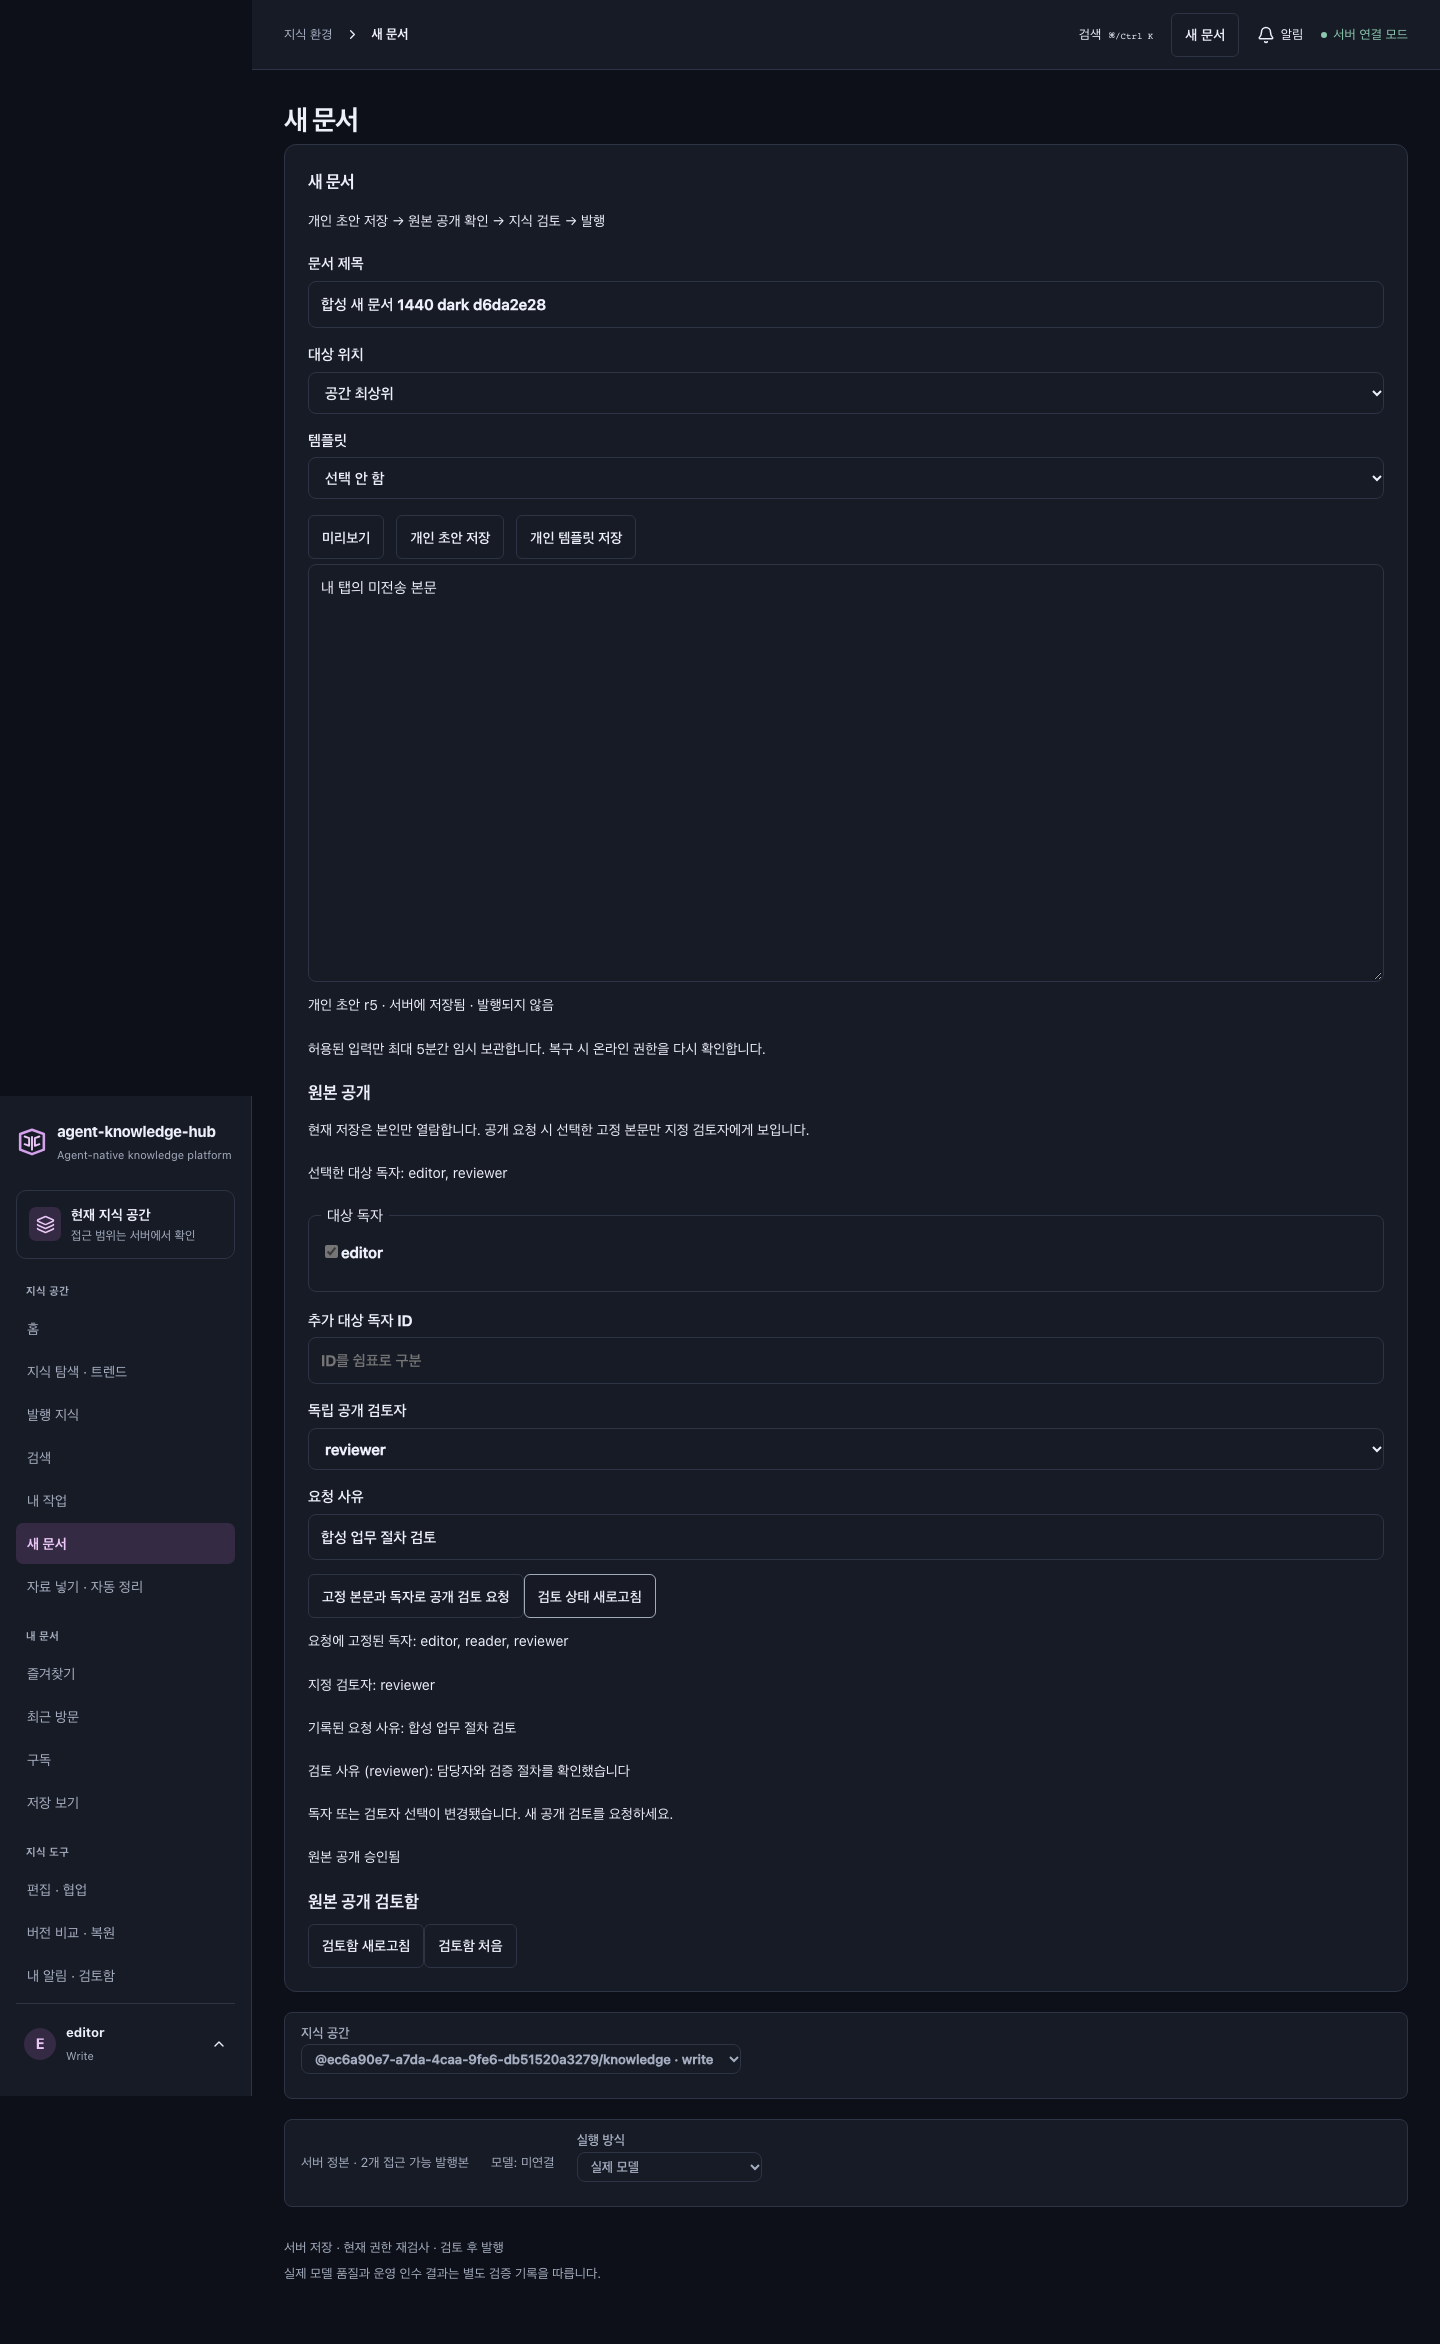 지식 환경 > 새 문서
검색 ⌘/Ctrl K
새 문서
알림
서버 연결 모드
새 문서
새 문서
개인 초안 저장 → 원본 공개 확인 → 지식 검토 → 발행
문서 제목
합성 새 문서 1440 dark d6da2e28
대상 위치
공간 최상위
템플릿
선택 안 함
미리보기
개인 초안 저장
개인 템플릿 저장
내 탭의 미전송 본문
개인 초안 r5 · 서버에 저장됨 · 발행되지 않음
허용된 입력만 최대 5분간 임시 보관합니다. 복구 시 온라인 권한을 다시 확인합니다.
원본 공개
현재 저장은 본인만 열람합니다. 공개 요청 시 선택한 고정 본문만 지정 검토자에게 보입니다.
선택한 대상 독자: editor, reviewer
대상 독자
editor
추가 대상 독자 ID
ID를 쉼표로 구분
독립 공개 검토자
reviewer
요청 사유
합성 업무 절차 검토
고정 본문과 독자로 공개 검토 요청
검토 상태 새로고침
요청에 고정된 독자: editor, reader, reviewer
지정 검토자: reviewer
기록된 요청 사유: 합성 업무 절차 검토
검토 사유 (reviewer): 담당자와 검증 절차를 확인했습니다
독자 또는 검토자 선택이 변경됐습니다. 새 공개 검토를 요청하세요.
원본 공개 승인됨
원본 공개 검토함
검토함 새로고침
검토함 처음
agent-knowledge-hub
Agent-native knowledge platform
현재 지식 공간
접근 범위는 서버에서 확인
지식 공간
홈
지식 탐색 · 트렌드
발행 지식
검색
내 작업
새 문서
자료 넣기 · 자동 정리
내 문서
즐겨찾기
최근 방문
구독
저장 보기
지식 도구
편집 · 협업
버전 비교 · 복원
내 알림 · 검토함
E
editor
Write
지식 공간
@ec6a90e7-a7da-4caa-9fe6-db51520a3279/knowledge · write
서버 정본 · 2개 접근 가능 발행본
모델: 미연결
실행 방식
실제 모델
서버 저장 · 현재 권한 재검사 · 검토 후 발행
실제 모델 품질과 운영 인수 결과는 별도 검증 기록을 따릅니다.